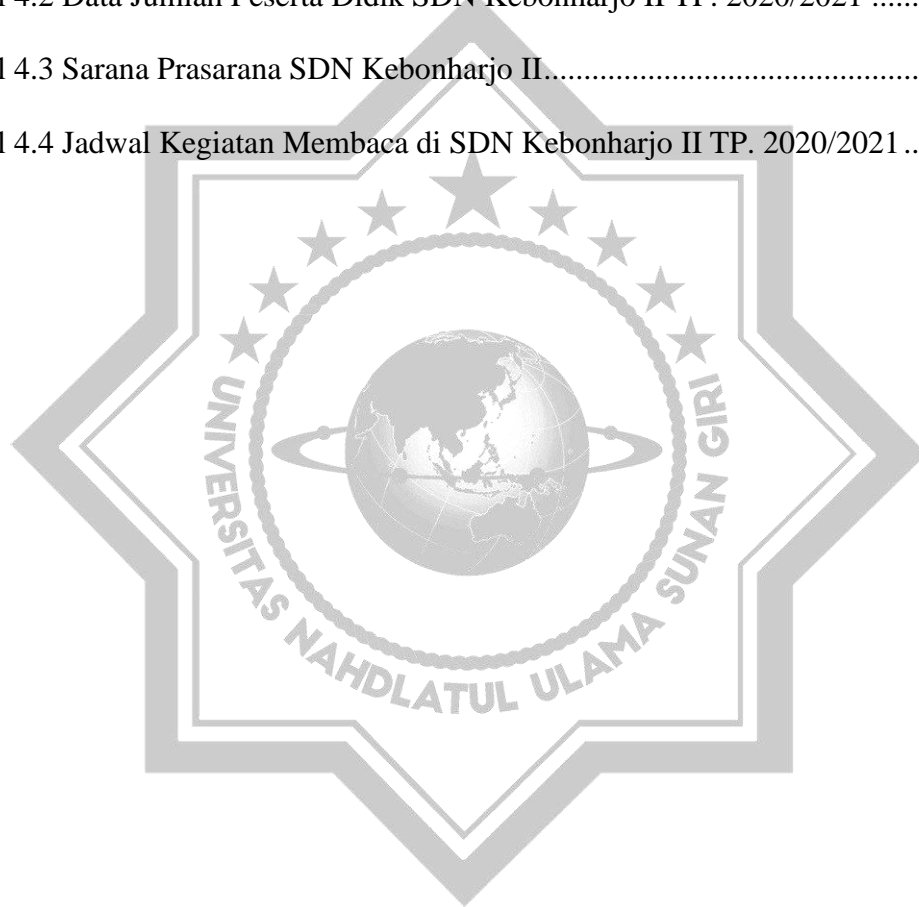 l 4.2 Data Jumlah Peserta Didik SDN Kebonharjo II TP. 2020/2021 ......
l 4.3 Sarana Prasarana SDN Kebonharjo II.......................................
l 4.4 Jadwal Kegiatan Membaca di SDN Kebonharjo II TP. 2020/2021 ..
UNIVERSITAS NAHDLATUL ULAMA SUNAN GIRI